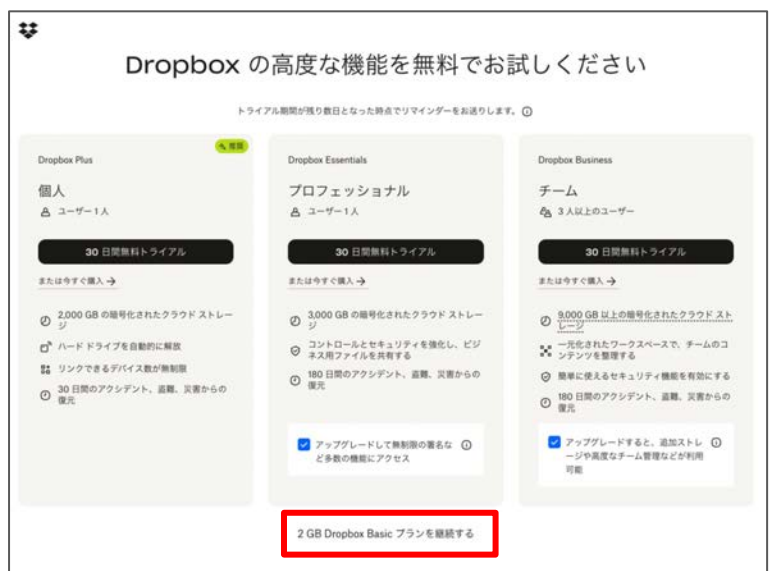 Dropbox の高度な機能を無料でお試しください
トライアル期間が残り数日となった時点でリマインダーをお送りします。
推奨
Dropbox Plus
個人
ユーザー 1 人
30 日間無料トライアル
または今すぐ購入 →
2,000 GB の暗号化されたクラウド ストレー
ジ
ハード ドライブを自動的に解放
リンクできるデバイス数が無制限
30 日間のアクシデント、盗難、災害からの
復元
Dropbox Essentials
プロフェッショナル
ユーザー 1 人
30 日間無料トライアル
または今すぐ購入 →
3,000 GB の暗号化されたクラウド ストレー
ジ
コントロールとセキュリティを強化し、ビジ
ネス用ファイルを共有する
180 日間のアクシデント、盗難、災害からの
復元
アップグレードして無制限の署名な
ど多数の機能にアクセス
Dropbox Business
チーム
3 人以上のユーザー
30 日間無料トライアル
または今すぐ購入 →
9,000 GB 以上の暗号化されたクラウド スト
レージ
一元化されたワークスペースで、チームのコ
ンテンツを整理する
簡単に使えるセキュリティ機能を有効にする
180 日間のアクシデント、盗難、災害からの
復元
アップグレードすると、追加ストレ
ージや高度なチーム管理などが利用
可能
2 GB Dropbox Basic プランを継続する